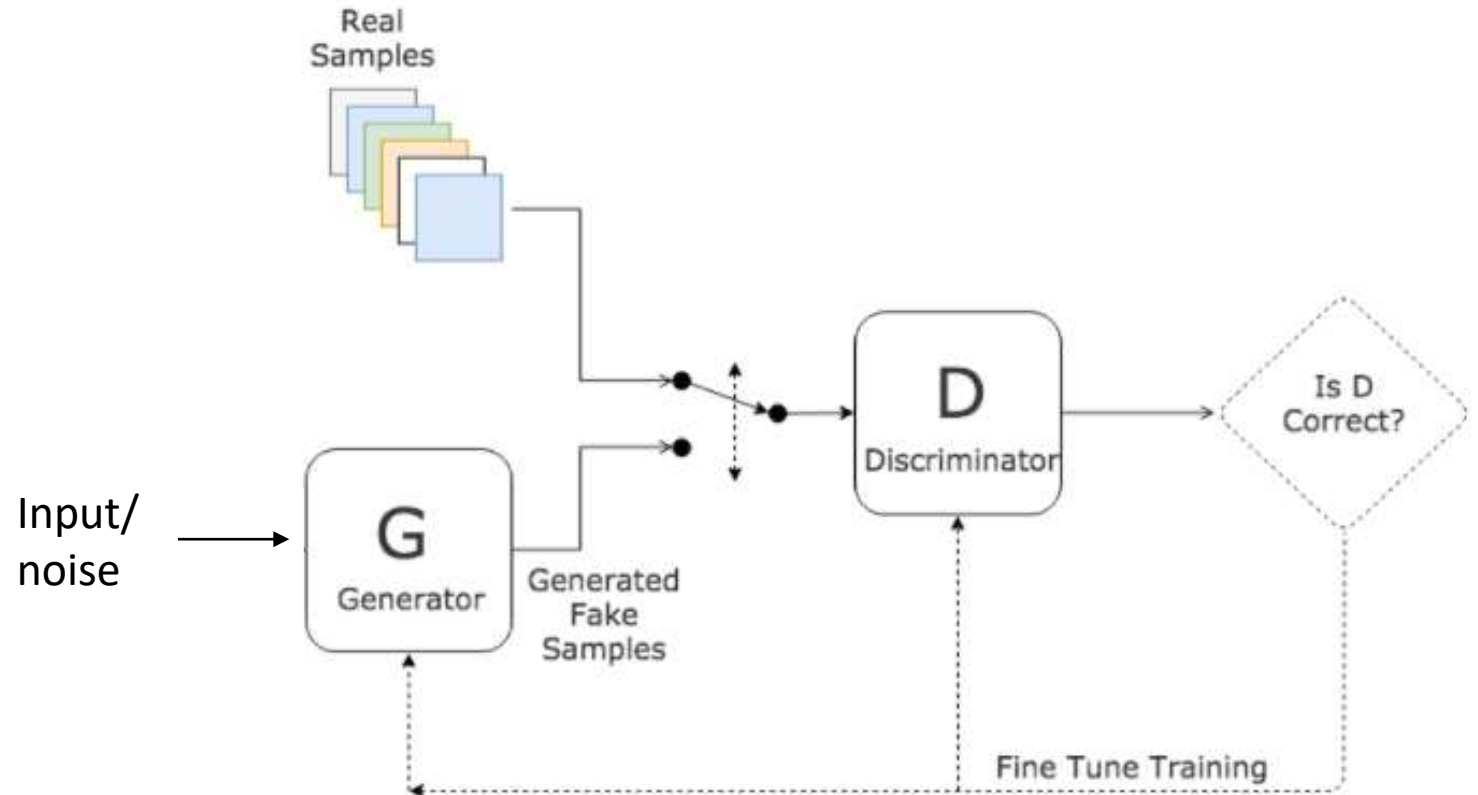 Real
Samples
D
Discriminator
Is D
Correct?
Input/
noise
G
Generator
Generated
Fake
Samples
Fine Tune Training